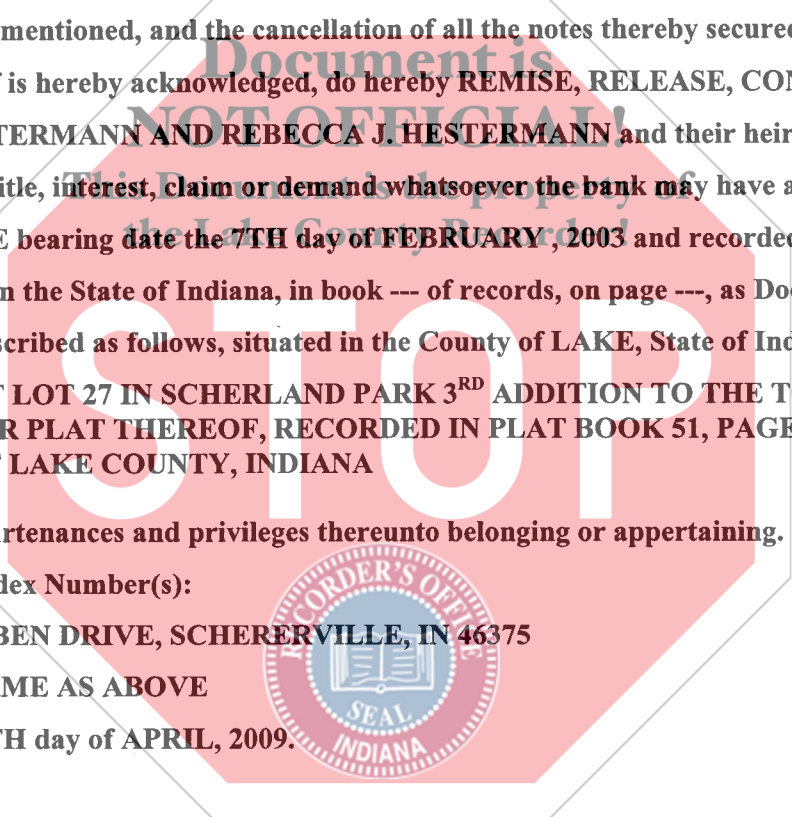 mentioned, and the cancellation of all the notes thereby secured
Document is
is hereby acknowledged, do hereby REMISE, RELEASE, CON
NOT OFFICIAL!
TERMANN AND REBECCA J. HESTERMANN and their heir
This Document is the property of
itle, interest, claim or demand whatsoever the bank may have a
the Lake County Recorder!
E bearing date the 7TH day of FEBRUARY , 2003 and recorded
n the State of Indiana, in book --- of records, on page ---, as Do
scribed as follows, situated in the County of LAKE, State of Ind
STOP
LOT 27 IN SCHERLAND PARK 3RD ADDITION TO THE T
R PLAT THEREOF, RECORDED IN PLAT BOOK 51, PAGE
LAKE COUNTY, INDIANA
rtenances and privileges thereunto belonging or appertaining.
dex Number(s):
BEN DRIVE, SCHERERVILLE, IN 46375
ME AS ABOVE
TH day of APRIL, 2009.
RECORDER'S OFFICE
SEAL
INDIANA